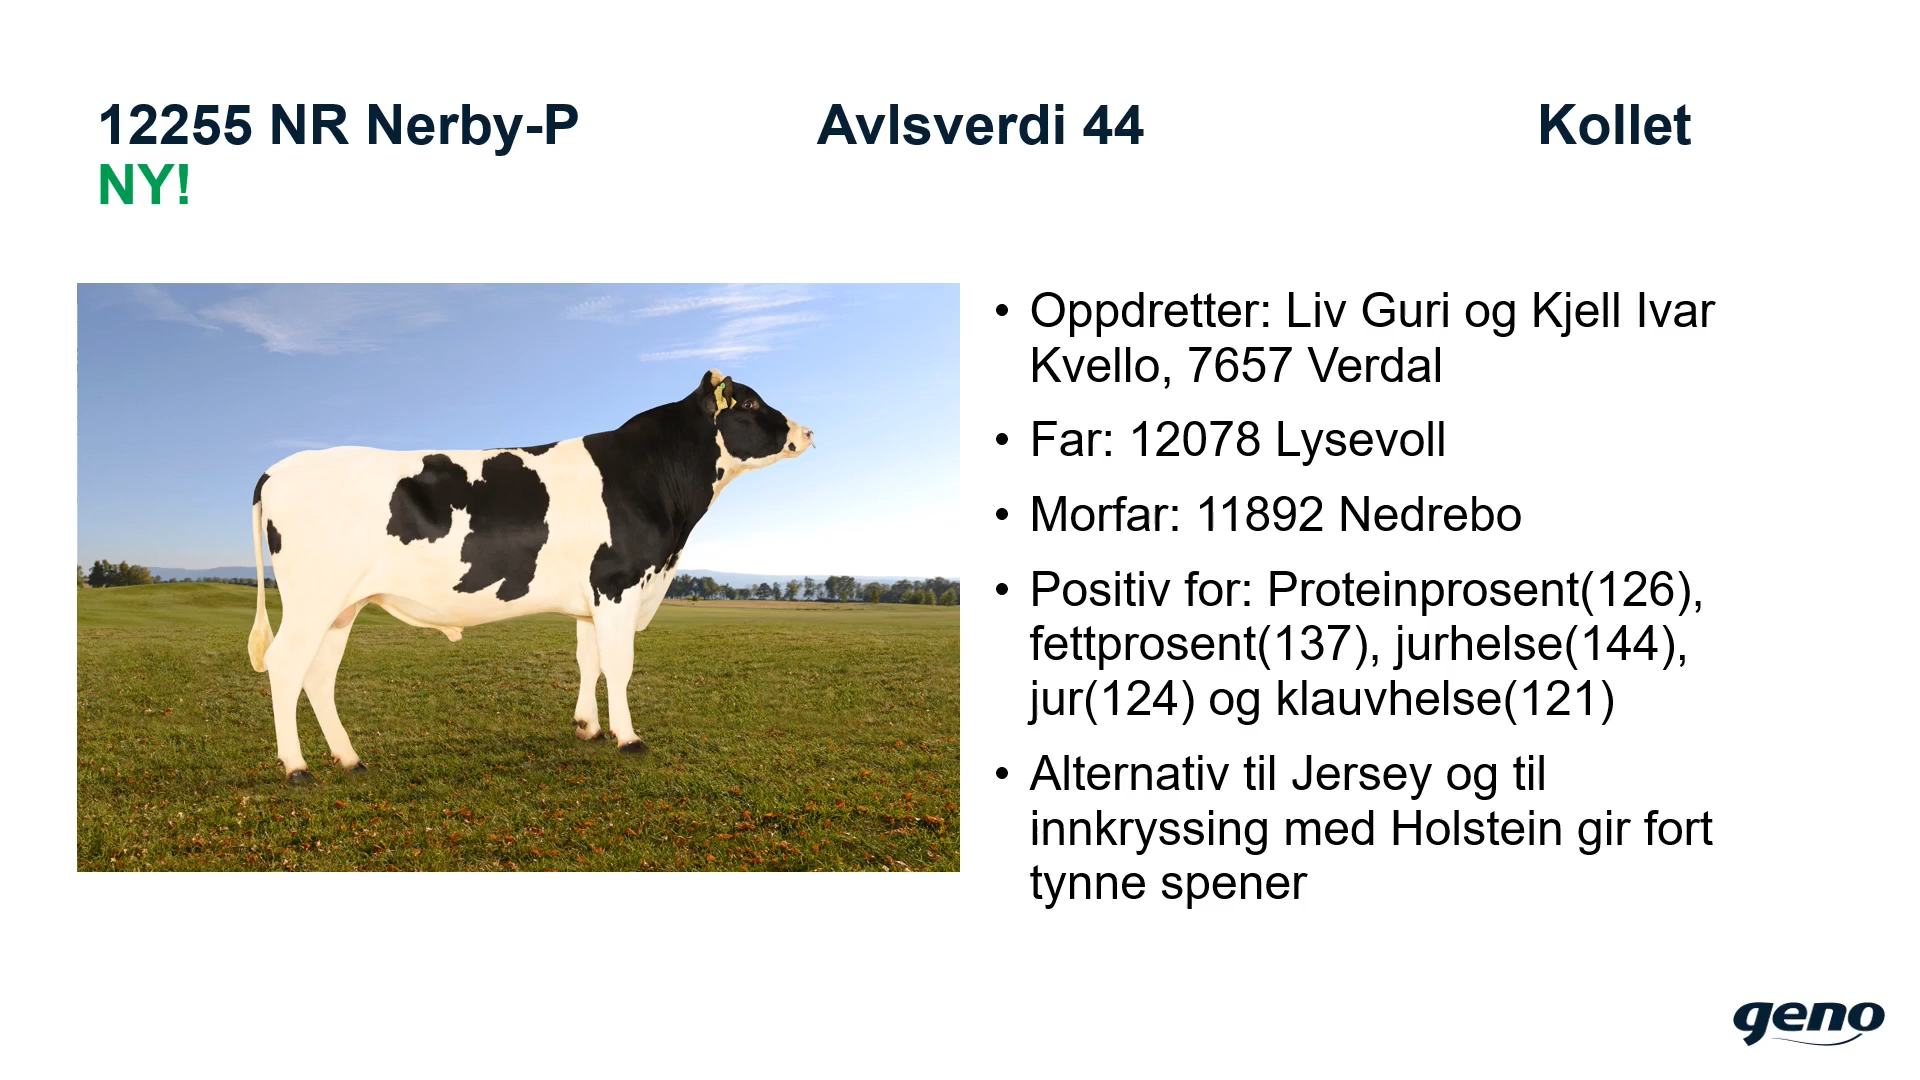 12255 NR Nerby-P Avlsverdi 44 Kollet
NY!
• Oppdretter: Liv Guri og Kjell Ivar
Kvello, 7657 Verdal
• Far: 12078 Lysevoll
• Morfar: 11892 Nedrebo
• Positiv for: Proteinprosent(126),
fettprosent(137), jurhelse(144),
jur(124) og klauvhelse(121)
• Alternativ til Jersey og til
innkryssing med Holstein gir fort
tynne spener
geno